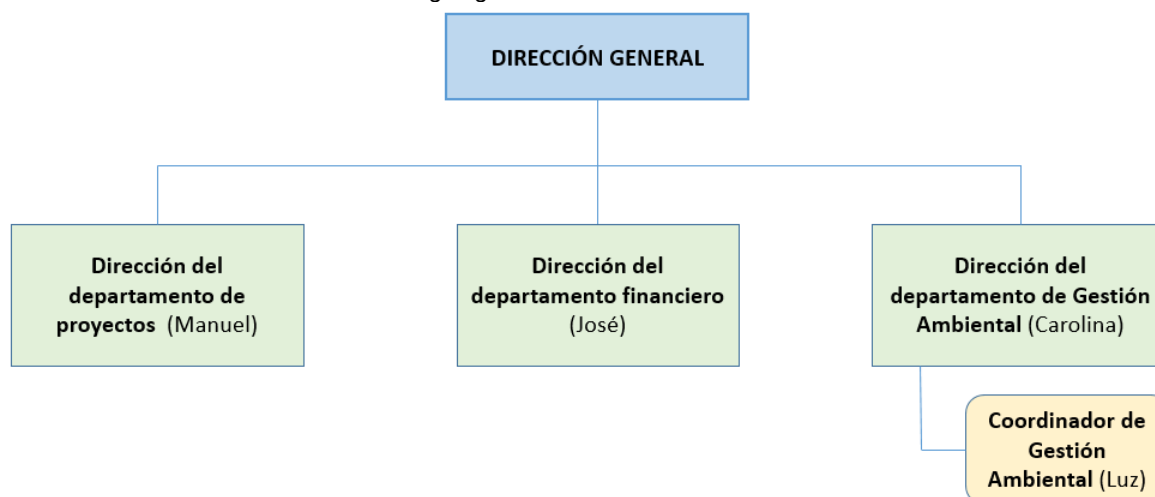 DIRECCIÓN GENERAL
Dirección del
departamento de
proyectos (Manuel)
Dirección del
departamento financiero
(José)
Dirección del
departamento de Gestión
Ambiental (Carolina)
Coordinador de
Gestión
Ambiental (Luz)